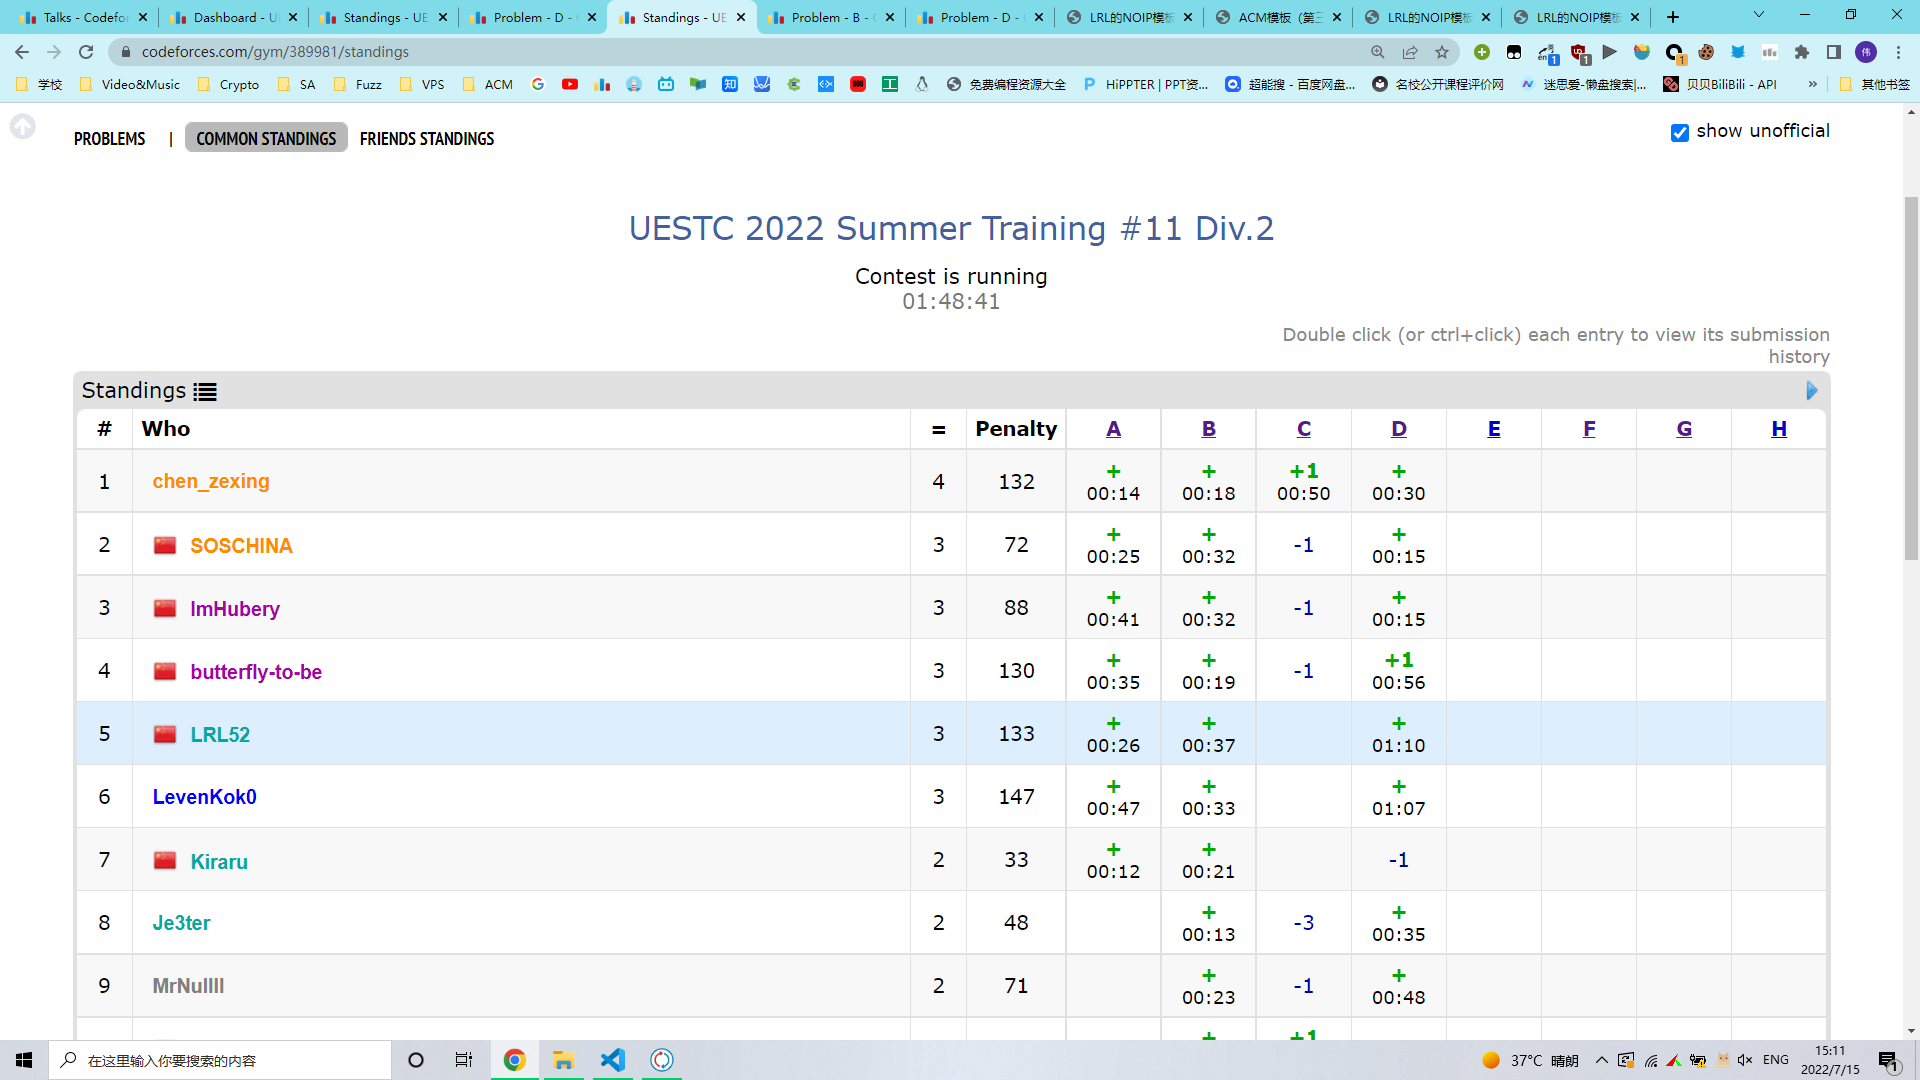 Talks - Codefor
Dashboard - U
Standings - UE
Problem - D -
Standings - UE
Problem - B -
Problem - D -
LRL的NOIP模板
ACM模板（第三
LRL的NOIP模板
LRL的NOIP模板
codeforces.com/gym/389981/standings
学校 Video&Music Crypto SA Fuzz VPS ACM 免费编程资源大全 HiPPTER | PPT资... 超能搜 - 百度网盘... 名校公开课程评价网 迷思爱-懒盘搜索|... 贝贝BiliBili - API » 其他书签
PROBLEMS | COMMON STANDINGS FRIENDS STANDINGS
show unofficial
UESTC 2022 Summer Training #11 Div.2
Contest is running
01:48:41
Double click (or ctrl+click) each entry to view its submission
history
Standings
# Who = Penalty A B C D E F G H
1 chen_zexing 4 132 + + +1 +
00:14 00:18 00:50 00:30
2 SOSCHINA 3 72 + + -1 +
00:25 00:32 00:15
3 ImHubery 3 88 + + -1 +
00:41 00:32 00:15
4 butterfly-to-be 3 130 + + -1 +1
00:35 00:19 00:56
5 LRL52 3 133 + + +
00:26 00:37 01:10
6 LevenKok0 3 147 + + +
00:47 00:33 01:07
7 Kiraru 2 33 + + -1
00:12 00:21
8 Je3ter 2 48 + -3 +
00:13 00:35
9 MrNullll 2 71 + -1 +
00:23 00:48
+ +1
在这里输入你要搜索的内容
37°C 晴朗
ENG
15:11
2022/7/15